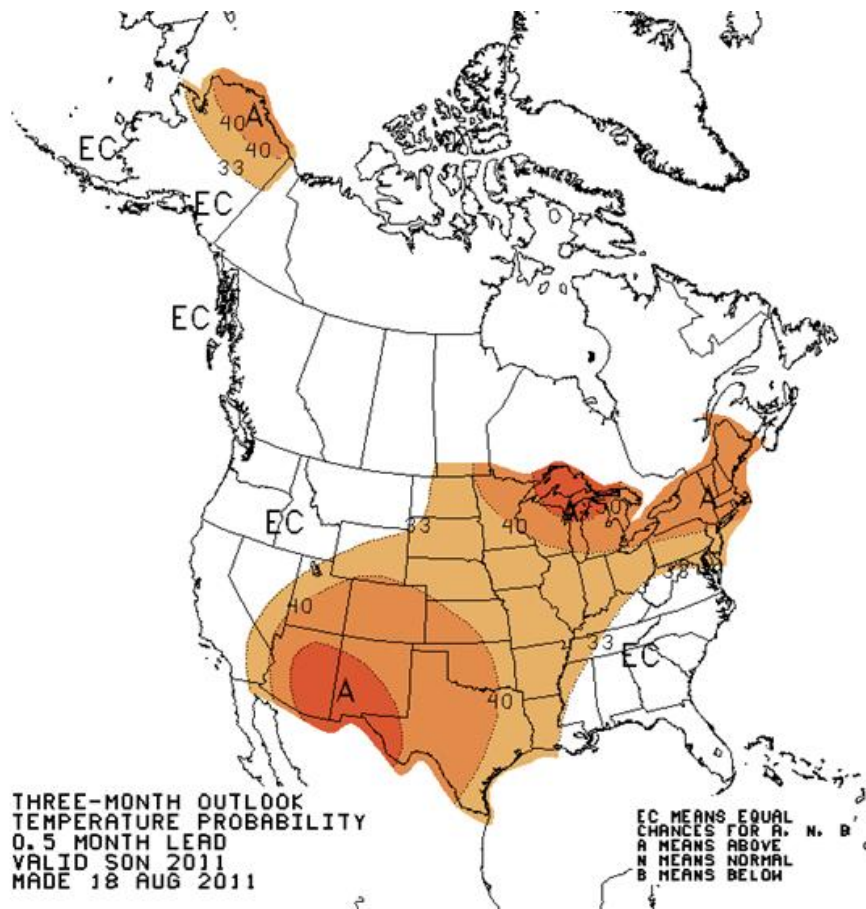 A
40
40
EC
33
EC
EC
A
A
50
EC
33
40
33
40
33
EC
A
40
THREE-MONTH OUTLOOK
TEMPERATURE PROBABILITY
0.5 MONTH LEAD
VALID SON 2011
MADE 18 AUG 2011
EC MEANS EQUAL
CHANCES FOR A, N, B
A MEANS ABOVE
N MEANS NORMAL
B MEANS BELOW